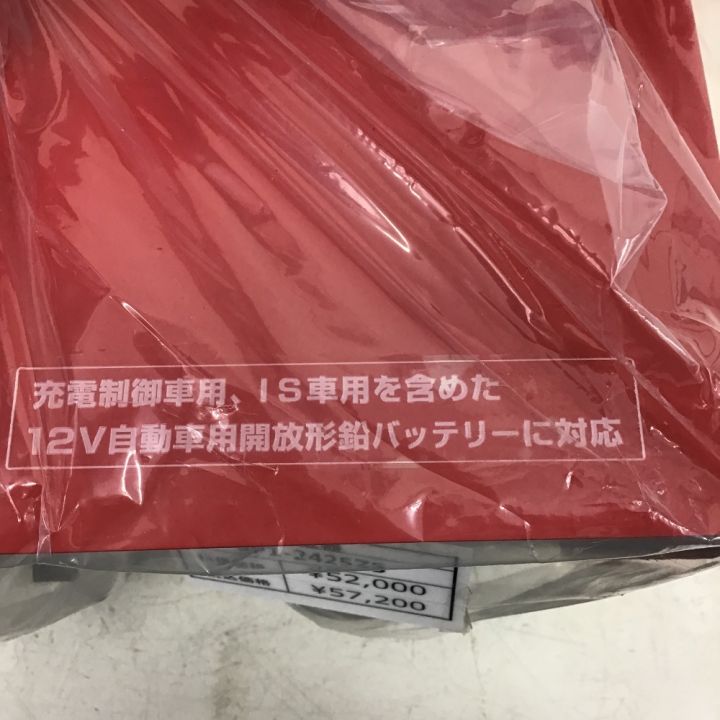 充電制御車用、IS車用を含めた
12V自動車用開放形鉛バッテリーに対応
¥52,000
¥57,200